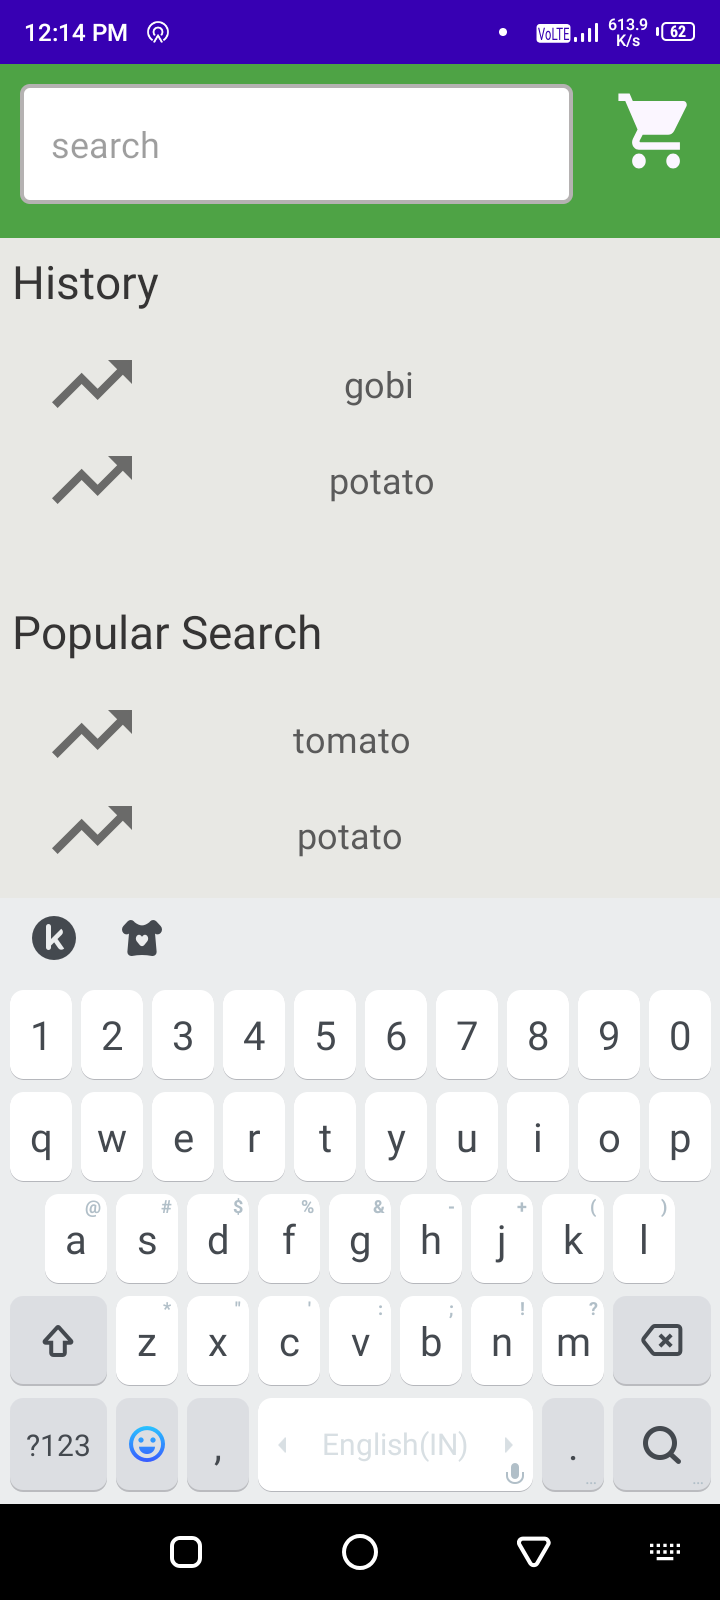 12:14 PM VoLTE 613.9 K/s 62
search
History
gobi
potato
Popular Search
tomato
potato
k
1 2 3 4 5 6 7 8 9 0
q w e r t y u i o p
@ # $ % & - + ( )
a s d f g h j k l
* " ' : ; ! ?
z x c v b n m
?123 , English(IN) .